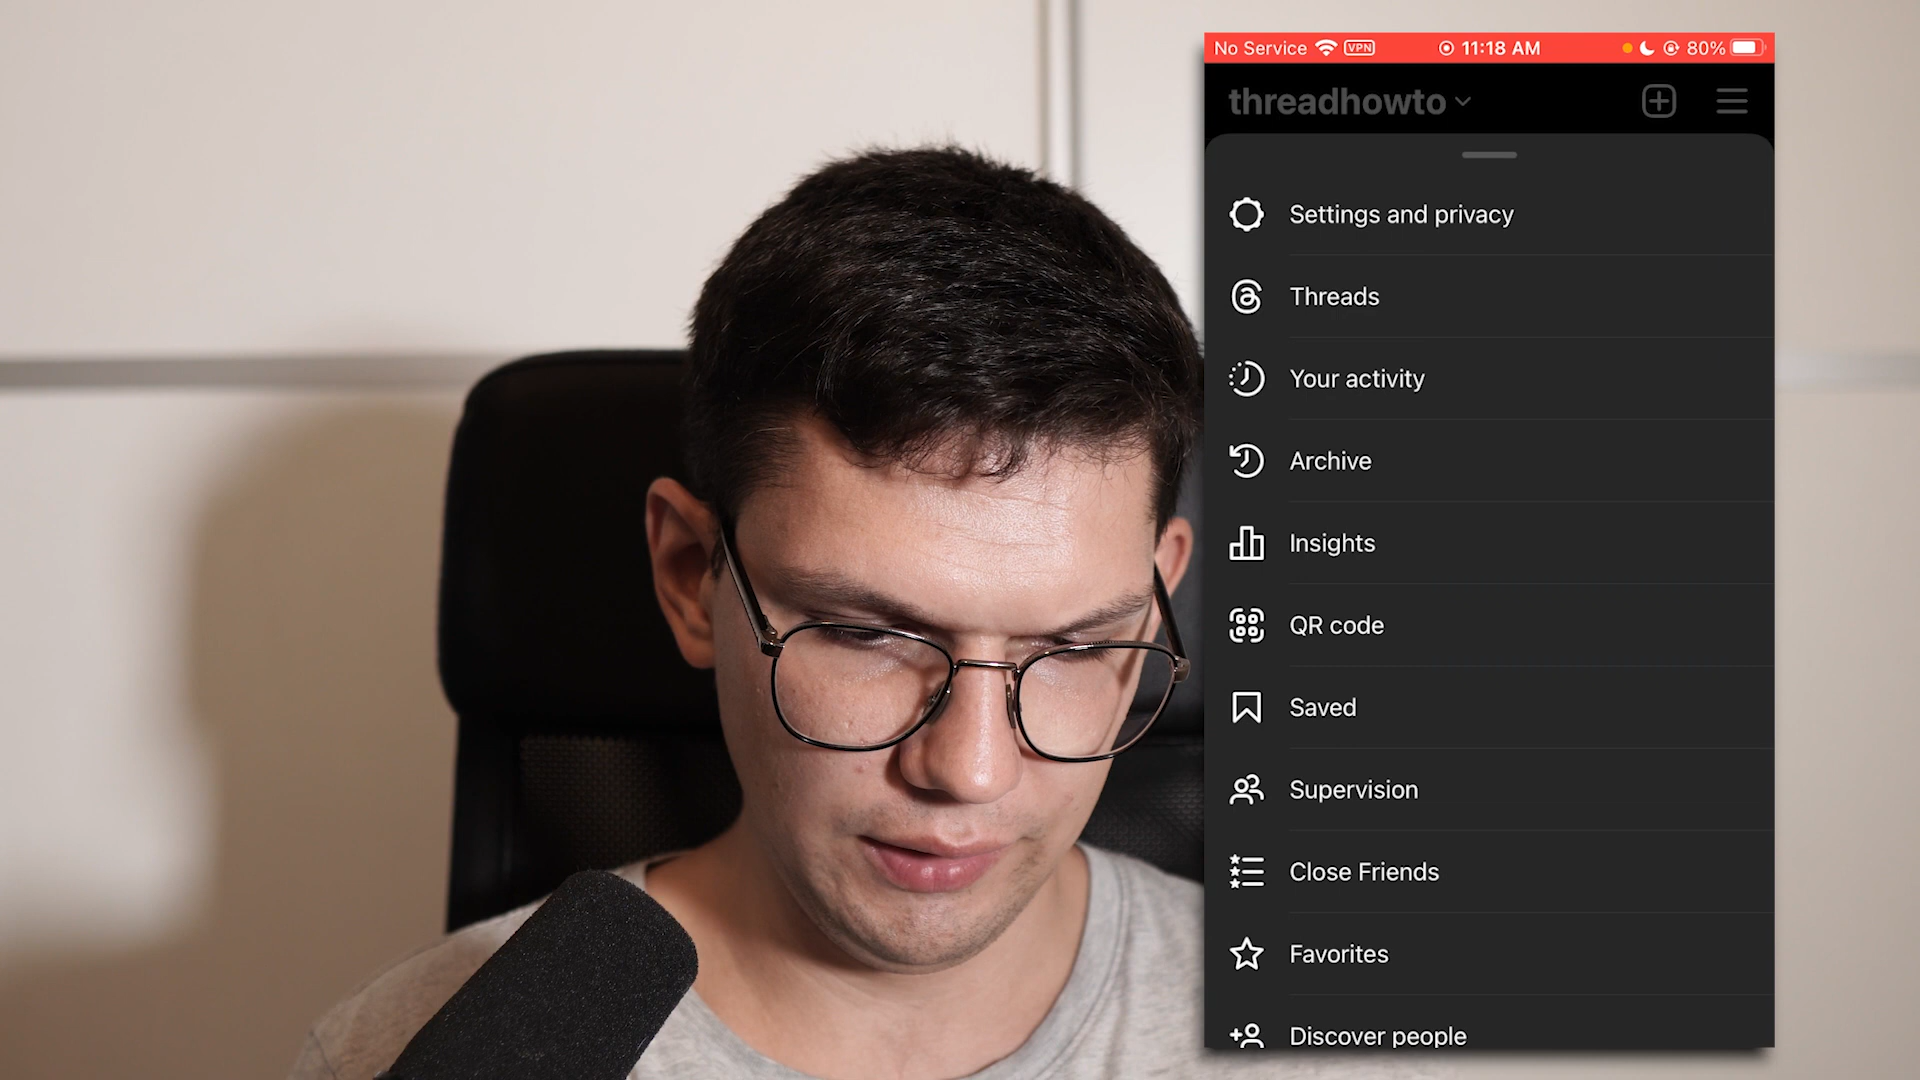 No Service VPN 11:18 AM 80%
threadhowto
Settings and privacy
Threads
Your activity
Archive
Insights
QR code
Saved
Supervision
Close Friends
Favorites
Discover people